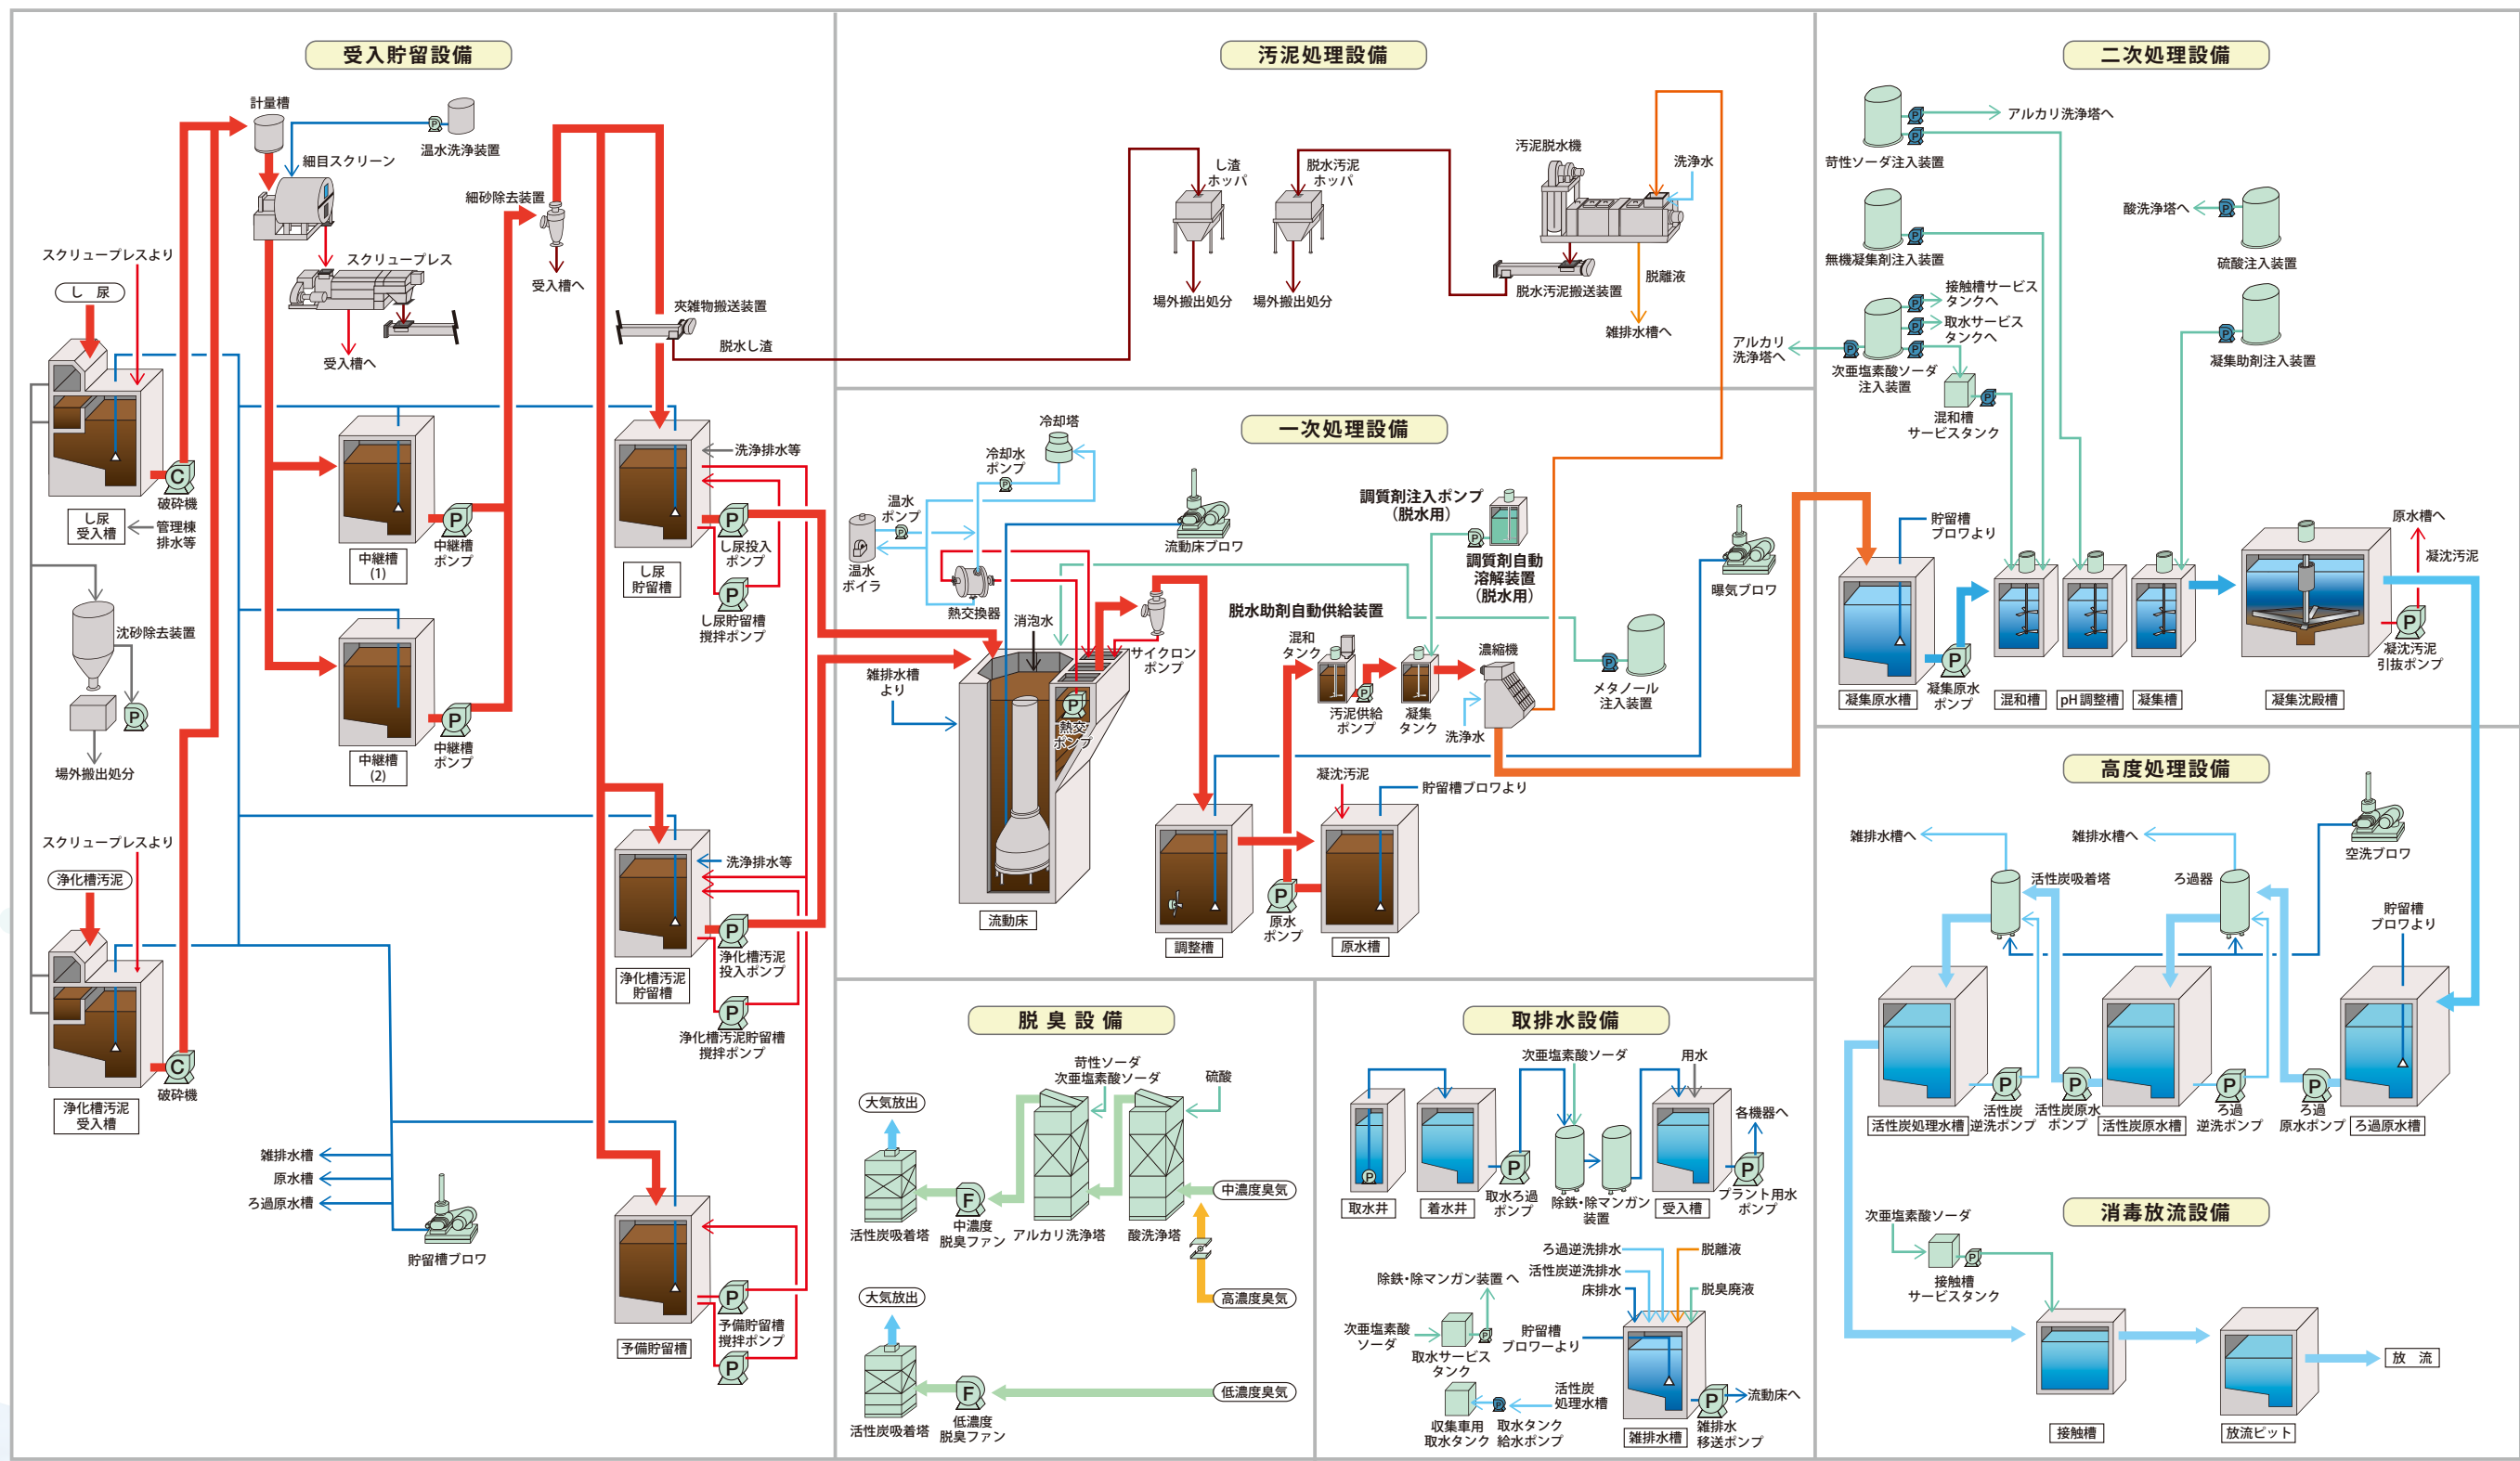 受入貯留設備
計量槽
温水洗浄装置
細目スクリーン
細砂除去装置
スクリュープレスより
し　尿
スクリュープレス
受入槽へ
受入槽へ
夾雑物搬送装置
脱水し渣
C
破砕機
し尿
受入槽
管理棟
排水等
P
中継槽
ポンプ
中継槽
(1)
洗浄排水等
P
し尿投入
ポンプ
し尿
貯留槽
P
し尿貯留槽
撹拌ポンプ
沈砂除去装置
P
場外搬出処分
P
中継槽
ポンプ
中継槽
(2)
スクリュープレスより
浄化槽汚泥
洗浄排水等
P
浄化槽汚泥
投入ポンプ
浄化槽汚泥
貯留槽
P
浄化槽汚泥貯留槽
撹拌ポンプ
C
破砕機
浄化槽汚泥
受入槽
雑排水槽
原水槽
ろ過原水槽
貯留槽ブロワ
P
予備貯留槽
撹拌ポンプ
予備貯留槽
P
汚泥処理設備
し渣
ホッパ
脱水汚泥
ホッパ
汚泥脱水機
洗浄水
場外搬出処分
場外搬出処分
脱水汚泥搬送装置
脱離液
雑排水槽へ
一次処理設備
冷却塔
冷却水
ポンプ
温水
ポンプ
温水
ボイラ
熱交換器
流動床ブロワ
調質剤注入ポンプ
（脱水用）
調質剤自動
溶解装置
（脱水用）
曝気ブロワ
消泡水
サイクロン
ポンプ
脱水助剤自動供給装置
混和
タンク
濃縮機
雑排水槽
より
P
熱交
ポンプ
汚泥供給
ポンプ
凝集
タンク
洗浄水
メタノール
注入装置
凝沈汚泥
貯留槽ブロワより
流動床
調整槽
P
原水
ポンプ
原水槽
二次処理設備
アルカリ洗浄塔へ
苛性ソーダ注入装置
酸洗浄塔へ
無機凝集剤注入装置
硫酸注入装置
接触槽サービス
タンクへ
取水サービス
タンクへ
アルカリ
洗浄塔へ
次亜塩素酸ソーダ
注入装置
凝集助剤注入装置
混和槽
サービスタンク
貯留槽
ブロワより
原水槽へ
凝沈汚泥
P
凝沈汚泥
引抜ポンプ
凝集原水槽
P
凝集原水
ポンプ
混和槽
pH 調整槽
凝集槽
凝集沈殿槽
高度処理設備
雑排水槽へ
雑排水槽へ
空洗ブロワ
活性炭吸着塔
ろ過器
貯留槽
ブロワより
活性炭処理水槽
P
活性炭
逆洗ポンプ
P
活性炭原水
ポンプ
活性炭原水槽
P
ろ過
逆洗ポンプ
P
ろ過
原水ポンプ
ろ過原水槽
脱 臭 設 備
苛性ソーダ
次亜塩素酸ソーダ
硫酸
大気放出
中濃度臭気
活性炭吸着塔
F
中濃度
脱臭ファン
アルカリ洗浄塔
酸洗浄塔
高濃度臭気
大気放出
低濃度臭気
活性炭吸着塔
F
低濃度
脱臭ファン
取排水設備
次亜塩素酸ソーダ
用水
各機器へ
P
取水井
着水井
P
取水ろ過
ポンプ
除鉄・除マンガン
装置
受入槽
P
プラント用水
ポンプ
ろ過逆洗排水
活性炭逆洗排水
床排水
脱離液
脱臭廃液
除鉄・除マンガン装置 へ
次亜塩素酸
ソーダ
取水サービス
タンク
貯留槽
ブロワーより
活性炭
処理水槽
収集車用
取水タンク
取水タンク
給水ポンプ
雑排水槽
P
雑排水
移送ポンプ
流動床へ
消毒放流設備
次亜塩素酸ソーダ
P
接触槽
サービスタンク
接触槽
放流ピット
放　流